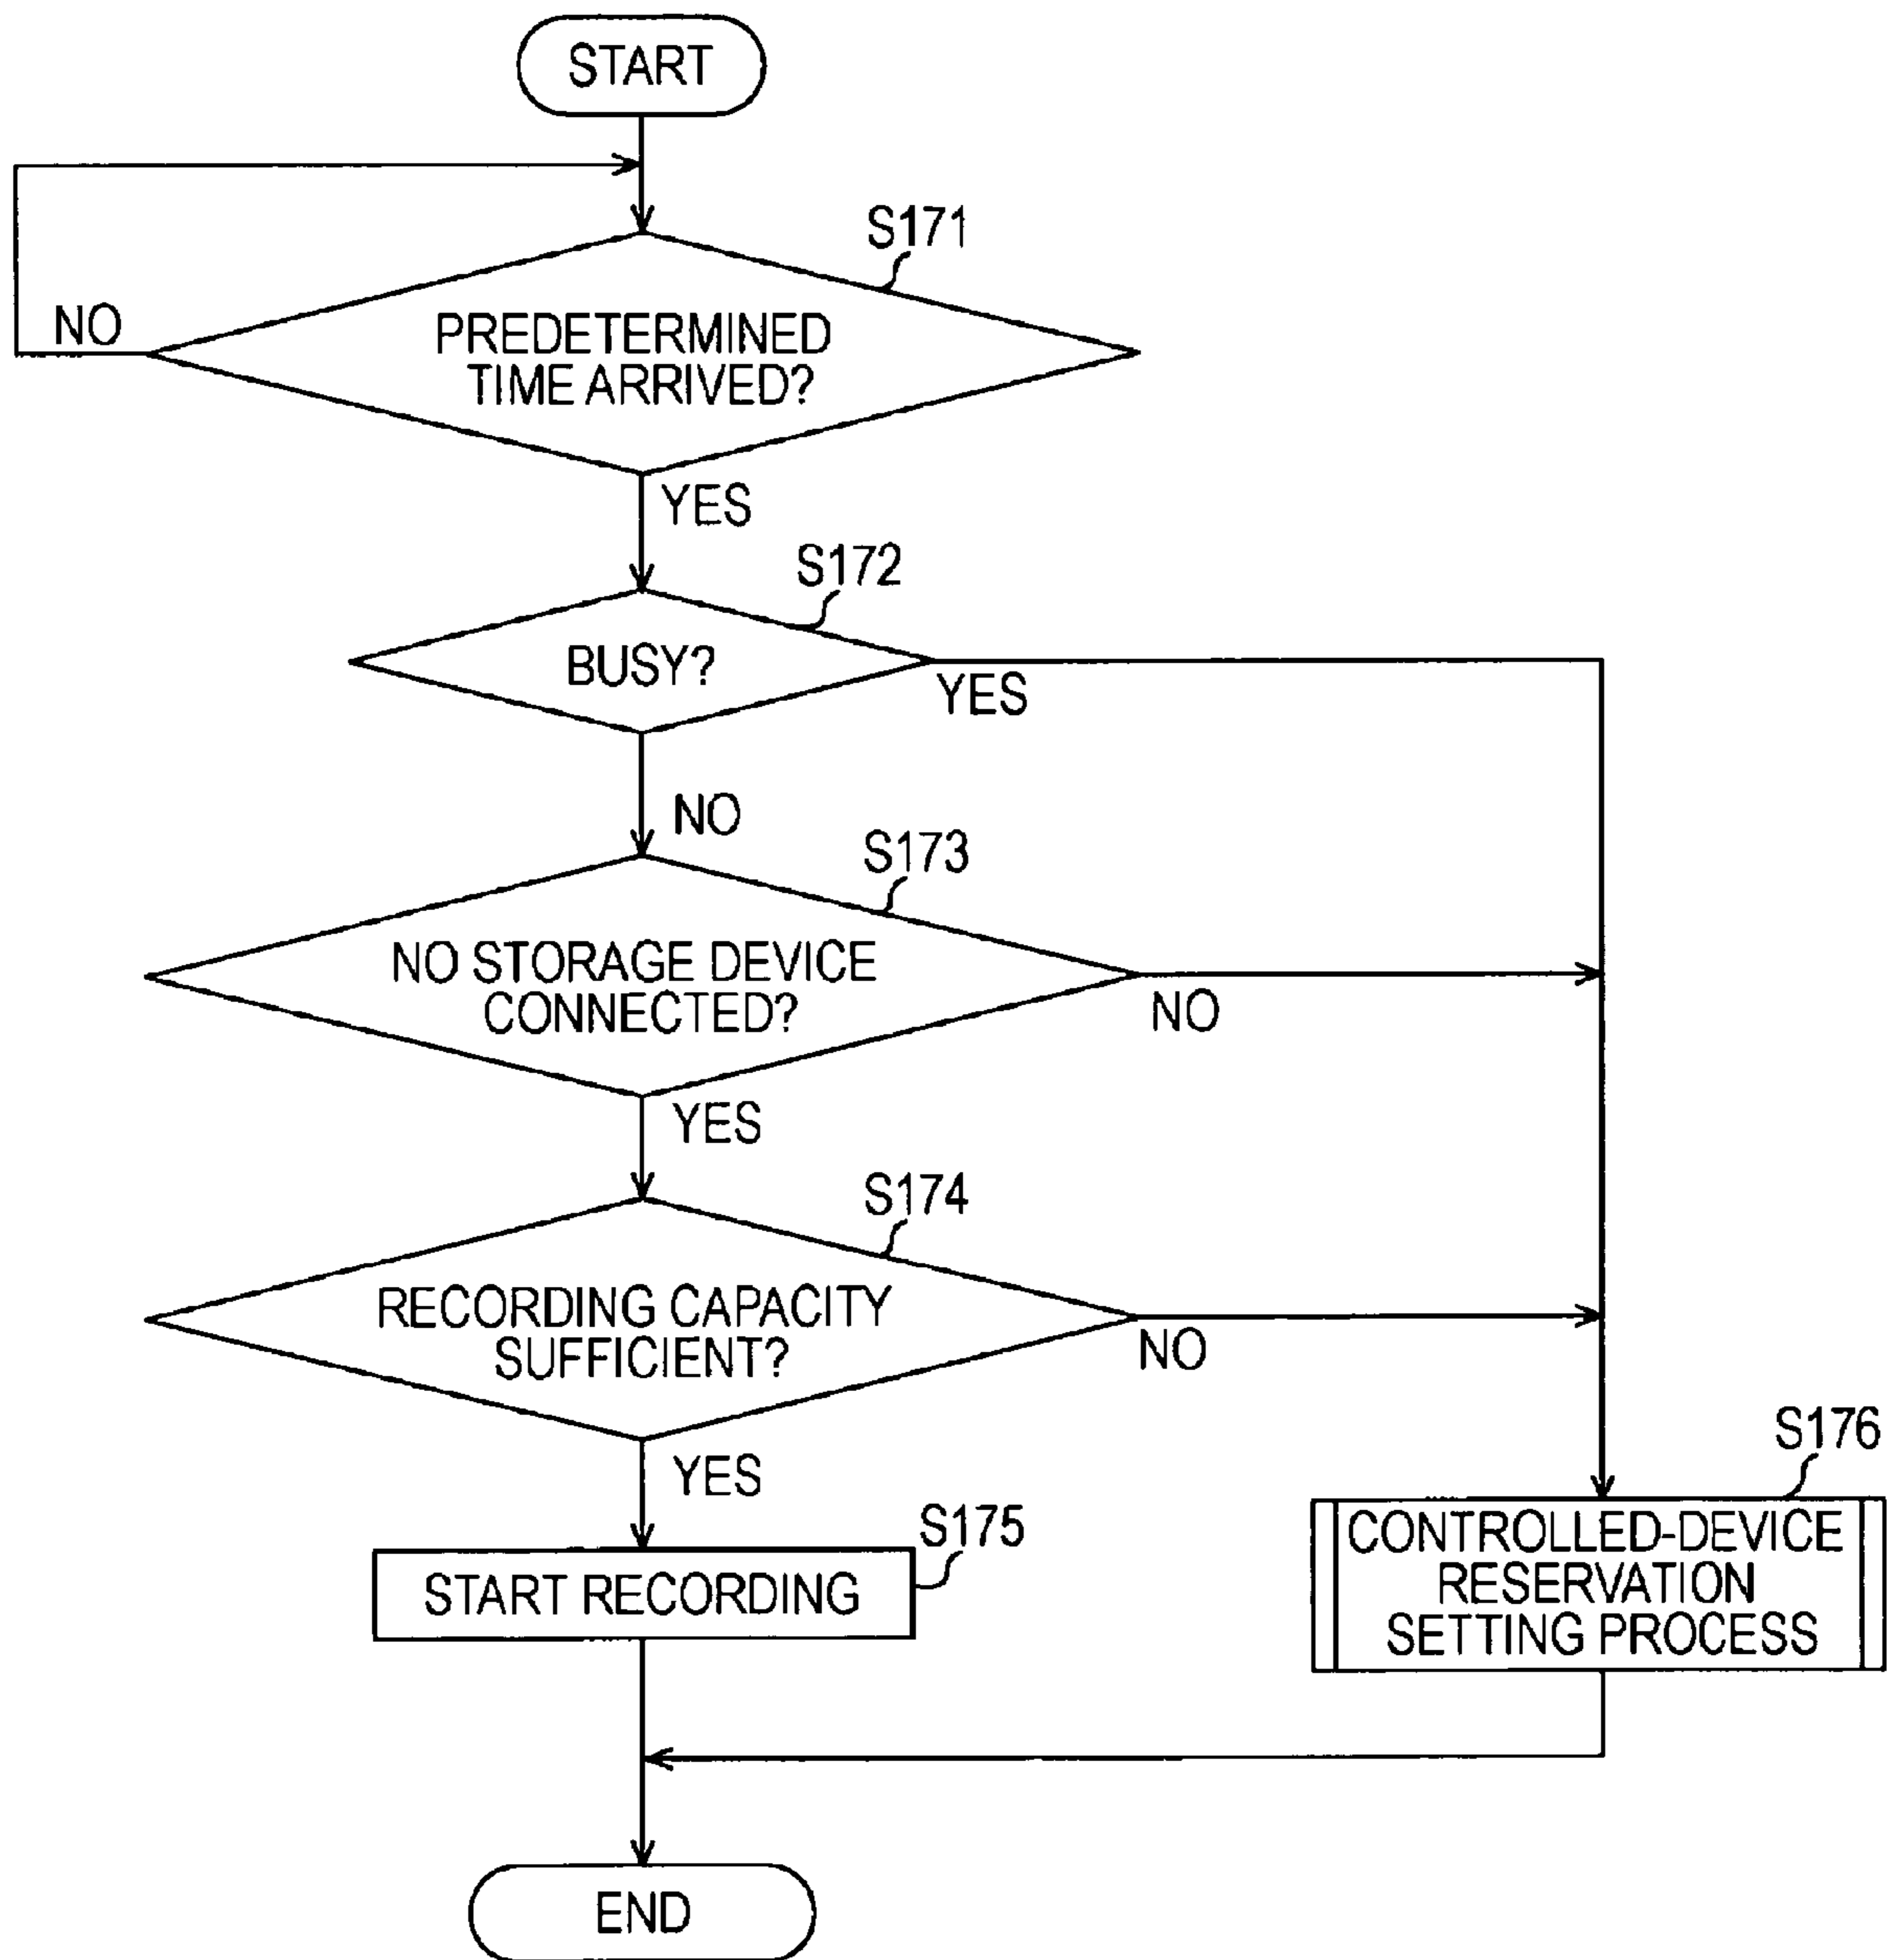 START
S171
NO
PREDETERMINED
TIME ARRIVED?
YES
S172
BUSY?
YES
NO
S173
NO STORAGE DEVICE
CONNECTED?
NO
YES
S174
RECORDING CAPACITY
SUFFICIENT?
NO
YES
S176
S175
CONTROLLED-DEVICE
RESERVATION
SETTING PROCESS
START RECORDING
END